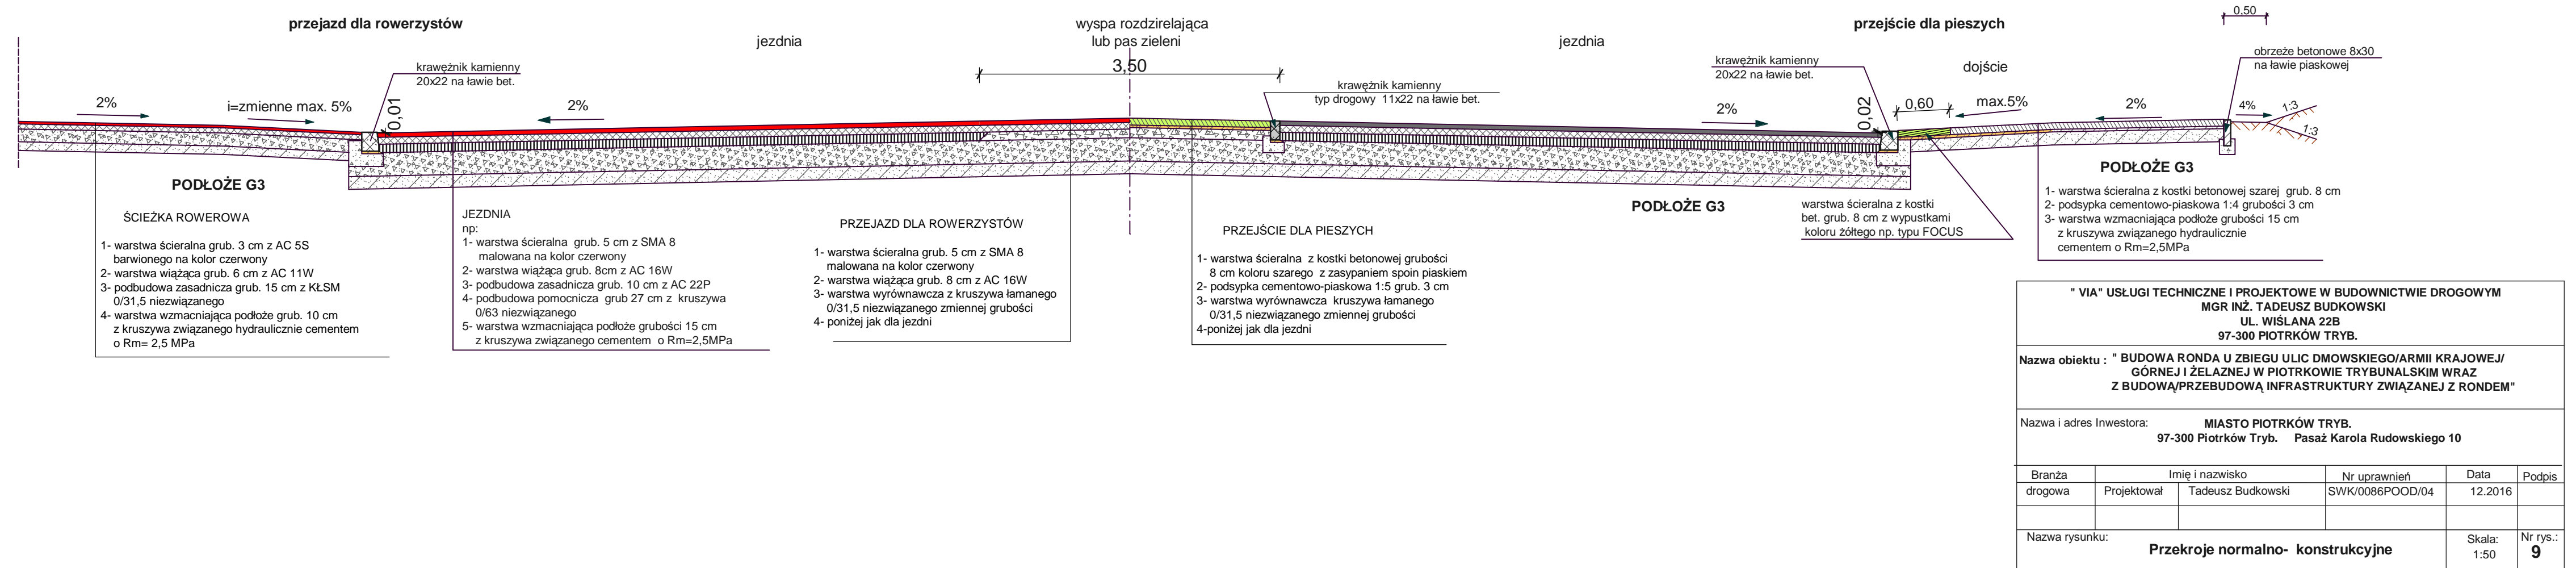 przejazd dla rowerzystów
wyspa rozdzirelająca
lub pas zieleni
przejście dla pieszych
0,50
jezdnia
jezdnia
krawężnik kamienny
20x22 na ławie bet.
3,50
krawężnik kamienny
typ drogowy 11x22 na ławie bet.
krawężnik kamienny
20x22 na ławie bet.
dojście
obrzeże betonowe 8x30
na ławie piaskowej
2%
i=zmienne max. 5%
0,01
2%
2%
0,02
0,60
max.5%
2%
4%
1:3
1:3
PODŁOŻE G3
ŚCIEŻKA ROWEROWA
1- warstwa ścieralna grub. 3 cm z AC 5S
barwionego na kolor czerwony
2- warstwa wiążąca grub. 6 cm z AC 11W
3- podbudowa zasadnicza grub. 15 cm z KŁSM
0/31,5 niezwiązanego
4- warstwa wzmacniająca podłoże grub. 10 cm
z kruszywa związanego hydraulicznie cementem
o Rm= 2,5 MPa
JEZDNIA
np:
1- warstwa ścieralna grub. 5 cm z SMA 8
malowana na kolor czerwony
2- warstwa wiążąca grub. 8cm z AC 16W
3- podbudowa zasadnicza grub. 10 cm z AC 22P
4- podbudowa pomocnicza grub 27 cm z kruszywa
0/63 niezwiązanego
5- warstwa wzmacniająca podłoże grubości 15 cm
z kruszywa związanego cementem o Rm=2,5MPa
PRZEJAZD DLA ROWERZYSTÓW
1- warstwa ścieralna grub. 5 cm z SMA 8
malowana na kolor czerwony
2- warstwa wiążąca grub. 8 cm z AC 16W
3- warstwa wyrównawcza z kruszywa łamanego
0/31,5 niezwiązanego zmiennej grubości
4- poniżej jak dla jezdni
PRZEJŚCIE DLA PIESZYCH
1- warstwa ścieralna z kostki betonowej grubości
8 cm koloru szarego z zasypaniem spoin piaskiem
2- podsypka cementowo-piaskowa 1:5 grub. 3 cm
3- warstwa wyrównawcza kruszywa łamanego
0/31,5 niezwiązanego zmiennej grubości
4-poniżej jak dla jezdni
PODŁOŻE G3
warstwa ścieralna z kostki
bet. grub. 8 cm z wypustkami
koloru żółtego np. typu FOCUS
PODŁOŻE G3
1- warstwa ścieralna z kostki betonowej szarej grub. 8 cm
2- podsypka cementowo-piaskowa 1:4 grubości 3 cm
3- warstwa wzmacniająca podłoże grubości 15 cm
z kruszywa związanego hydraulicznie
cementem o Rm=2,5MPa
" VIA" USŁUGI TECHNICZNE I PROJEKTOWE W BUDOWNICTWIE DROGOWYM
MGR INŻ. TADEUSZ BUDKOWSKI
UL. WIŚLANA 22B
97-300 PIOTRKÓW TRYB.
Nazwa obiektu : " BUDOWA RONDA U ZBIEGU ULIC DMOWSKIEGO/ARMII KRAJOWEJ/
GÓRNEJ I ŻELAZNEJ W PIOTRKOWIE TRYBUNALSKIM WRAZ
Z BUDOWĄ/PRZEBUDOWĄ INFRASTRUKTURY ZWIĄZANEJ Z RONDEM"
Nazwa i adres Inwestora: MIASTO PIOTRKÓW TRYB.
97-300 Piotrków Tryb. Pasaż Karola Rudowskiego 10
Branża Imię i nazwisko Nr uprawnień Data Podpis
drogowa Projektował Tadeusz Budkowski SWK/0086POOD/04 12.2016
Nazwa rysunku: Przekroje normalno- konstrukcyjne
Skala:
1:50
Nr rys.:
9